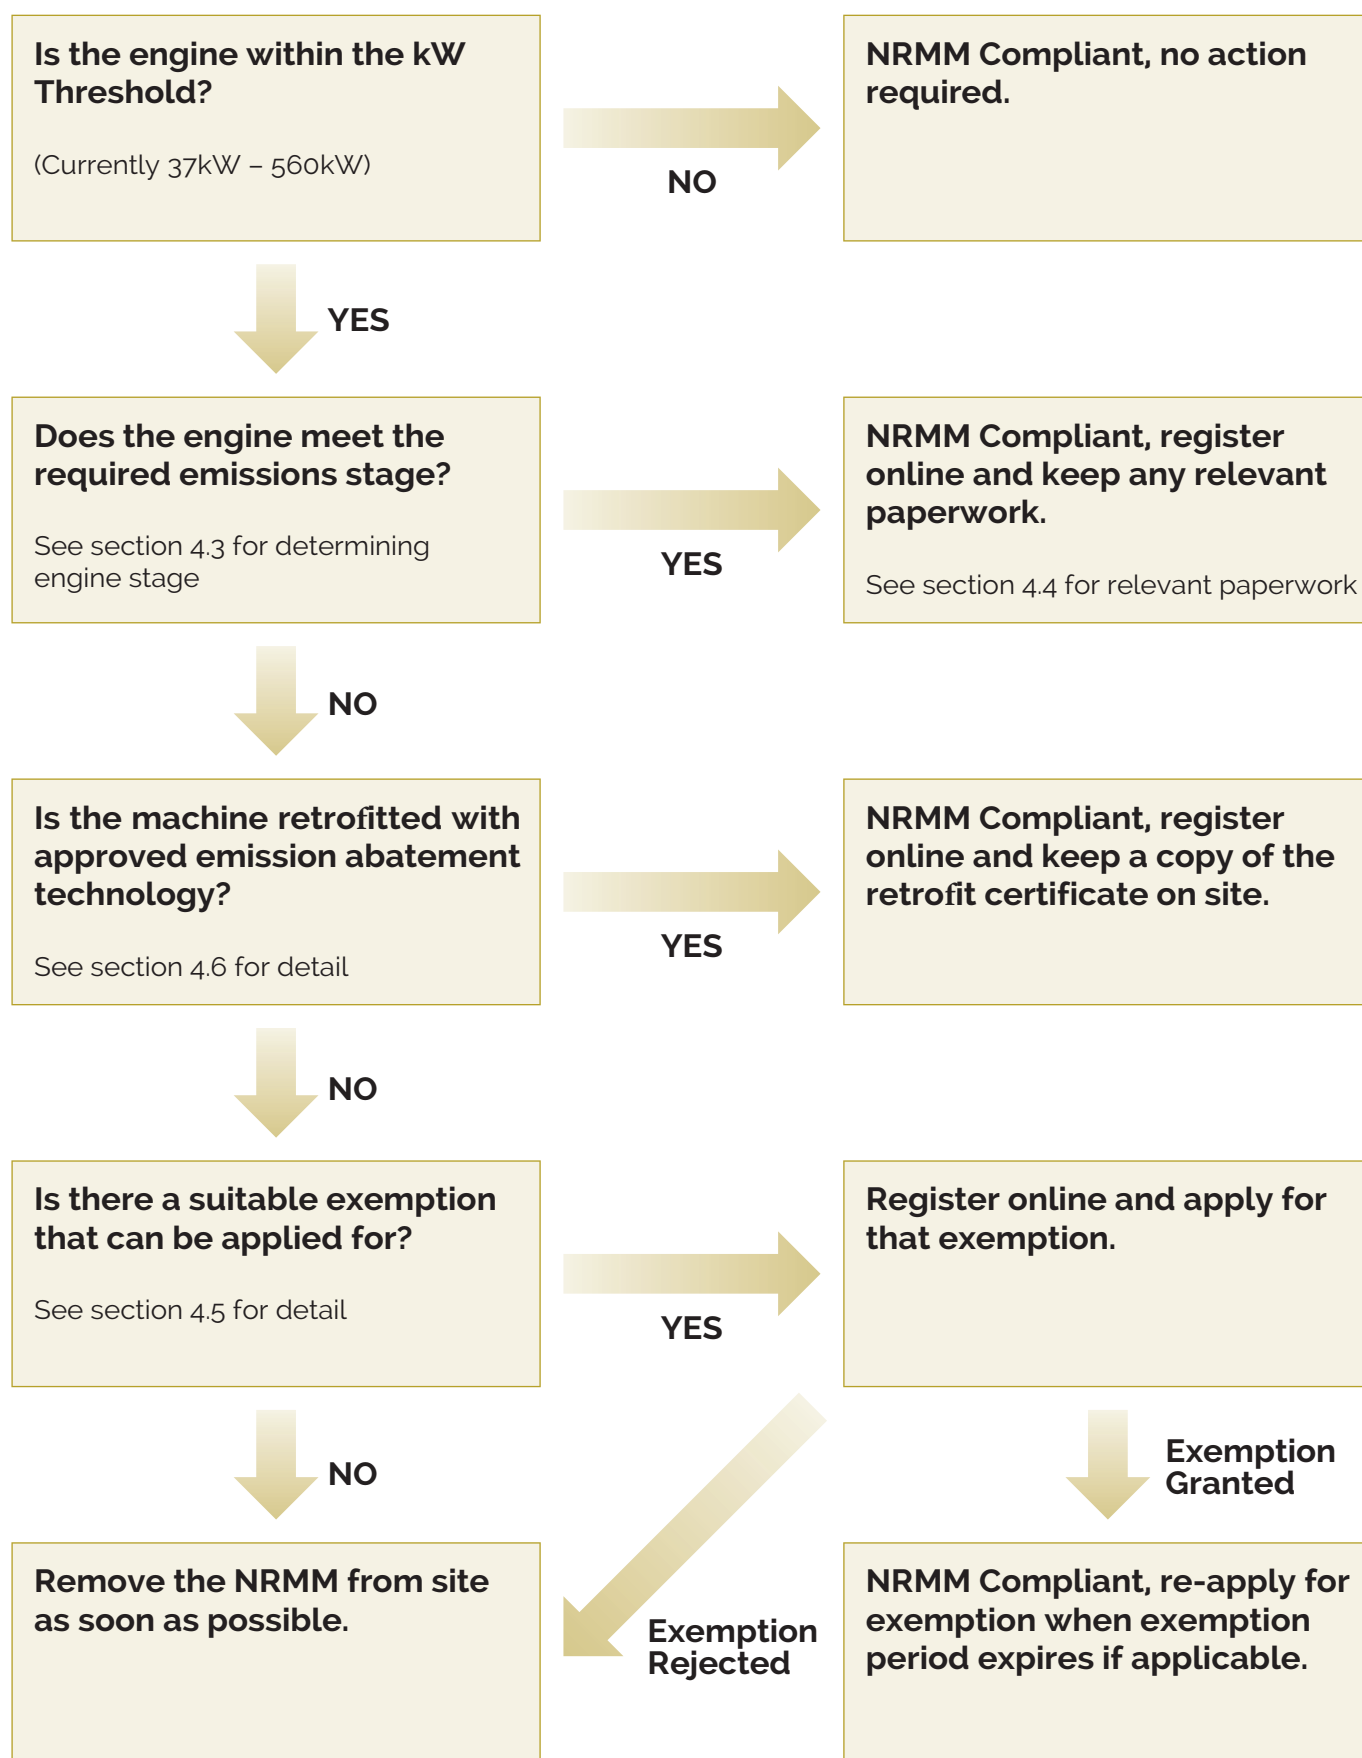 Is the engine within the kW
Threshold?
(Currently 37kW – 560kW)
NO
NRMM Compliant, no action
required.
YES
Does the engine meet the
required emissions stage?
See section 4.3 for determining
engine stage
YES
NRMM Compliant, register
online and keep any relevant
paperwork.
See section 4.4 for relevant paperwork
NO
Is the machine retrofitted with
approved emission abatement
technology?
See section 4.6 for detail
YES
NRMM Compliant, register
online and keep a copy of the
retrofit certificate on site.
NO
Is there a suitable exemption
that can be applied for?
See section 4.5 for detail
YES
Register online and apply for
that exemption.
NO
Exemption
Granted
Remove the NRMM from site
as soon as possible.
Exemption
Rejected
NRMM Compliant, re-apply for
exemption when exemption
period expires if applicable.